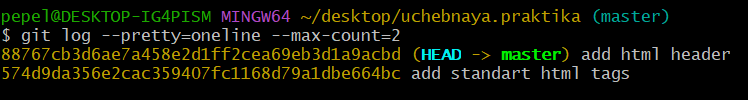 pepel@DESKTOP-IG4PISM MINGW64 ~/desktop/uchebnaya.praktika (master)
$ git log --pretty=oneline --max-count=2
88767cb3d6ae7a458e2d1ff2cea69eb3d1a9acbd (HEAD -> master) add html header
574d9da356e2cac359407fc1168d79a1dbe664bc add standart html tags